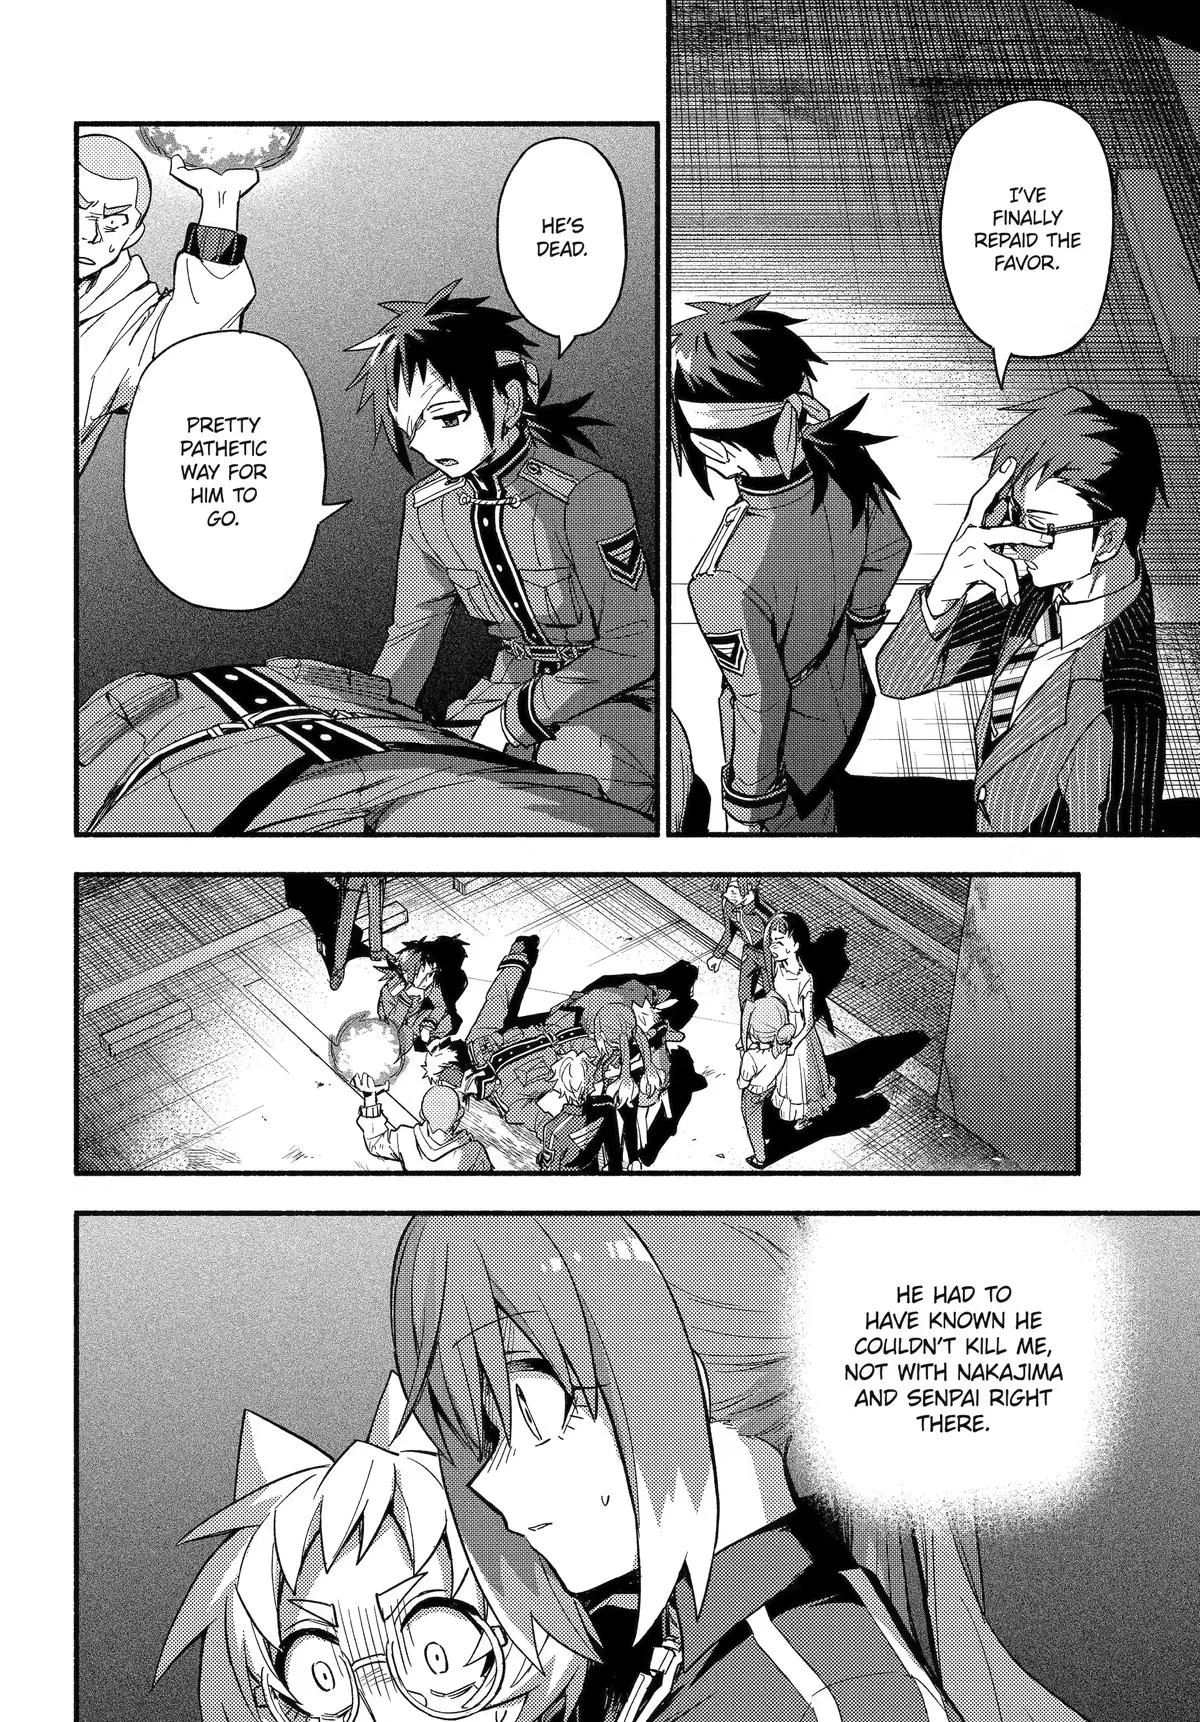 I'VE
FINALLY
REPAID THE
FAVOR.
HE'S
DEAD.
PRETTY
PATHETIC
WAY FOR
HIM TO
GO.
HE HAD TO
HAVE KNOWN HE
COULDN'T KILL ME,
NOT WITH NAKAJIMA
AND SENPAI RIGHT
THERE.